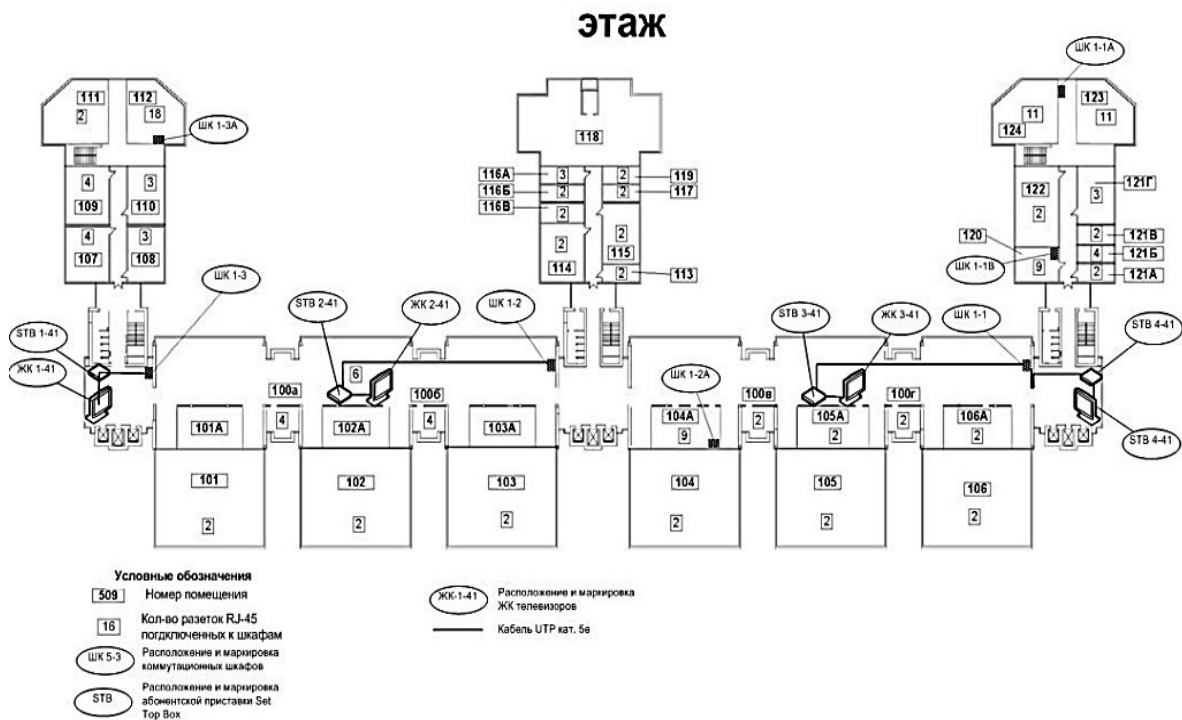 этаж
ШК 1-1А
111
112
2
18
ШК 1-3А
118
123
11
11
124
4
3
109
110
116А
3
2
119
116Б
2
2
117
116В
2
122
121Г
3
2
4
3
107
108
2
114
2
115
2
113
120
ШК 1-1В
9
2
121В
4
121Б
2
121А
ШК 1-3
STB 2-41
ЖК 2-41
ШК 1-2
STB 3-41
ЖК 3-41
ШК 1-1
STB 4-41
STB 1-41
ЖК 1-41
6
ШК 1-2А
100а
100б
100в
100г
101А
4
102А
4
103А
104А
9
2
105А
2
2
106А
2
STB 4-41
101
102
103
104
105
106
2
2
2
2
2
2
Условные обозначения
509 Номер помещения
16 Кол-во разеток RJ-45
погдключенных к шкафам
ШК 5-3 Расположение и маркировка
коммутационных шкафов
STB Расположение и маркировка
абонентской приставки Set
Top Box
ЖК-1-41 Расположение и маркировка
ЖК телевизоров
Кабель UTP кат. 5е